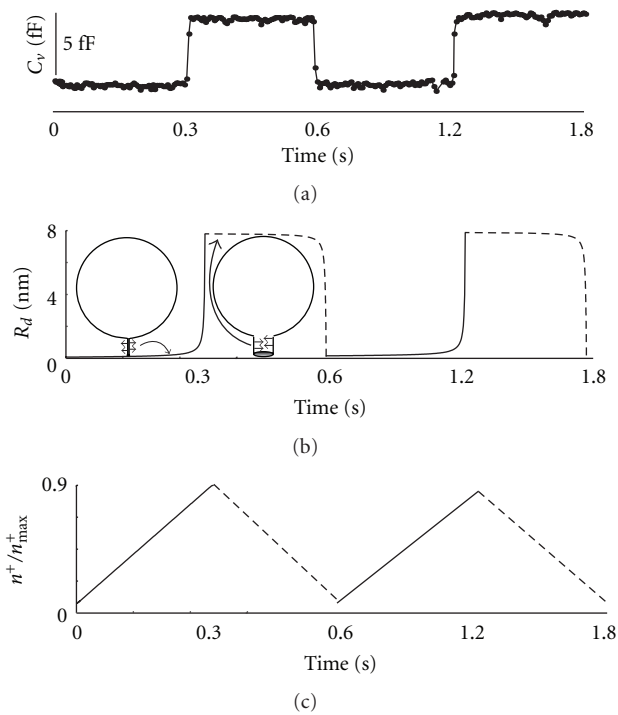 C_v (fF)
5 fF
0 0.3 0.6 1.2 1.8
Time (s)
(a)
R_d (nm)
8
4
0
0 0.3 0.6 1.2 1.8
Time (s)
(b)
n⁺/n⁺max
0.9
0
0 0.3 0.6 1.2 1.8
Time (s)
(c)